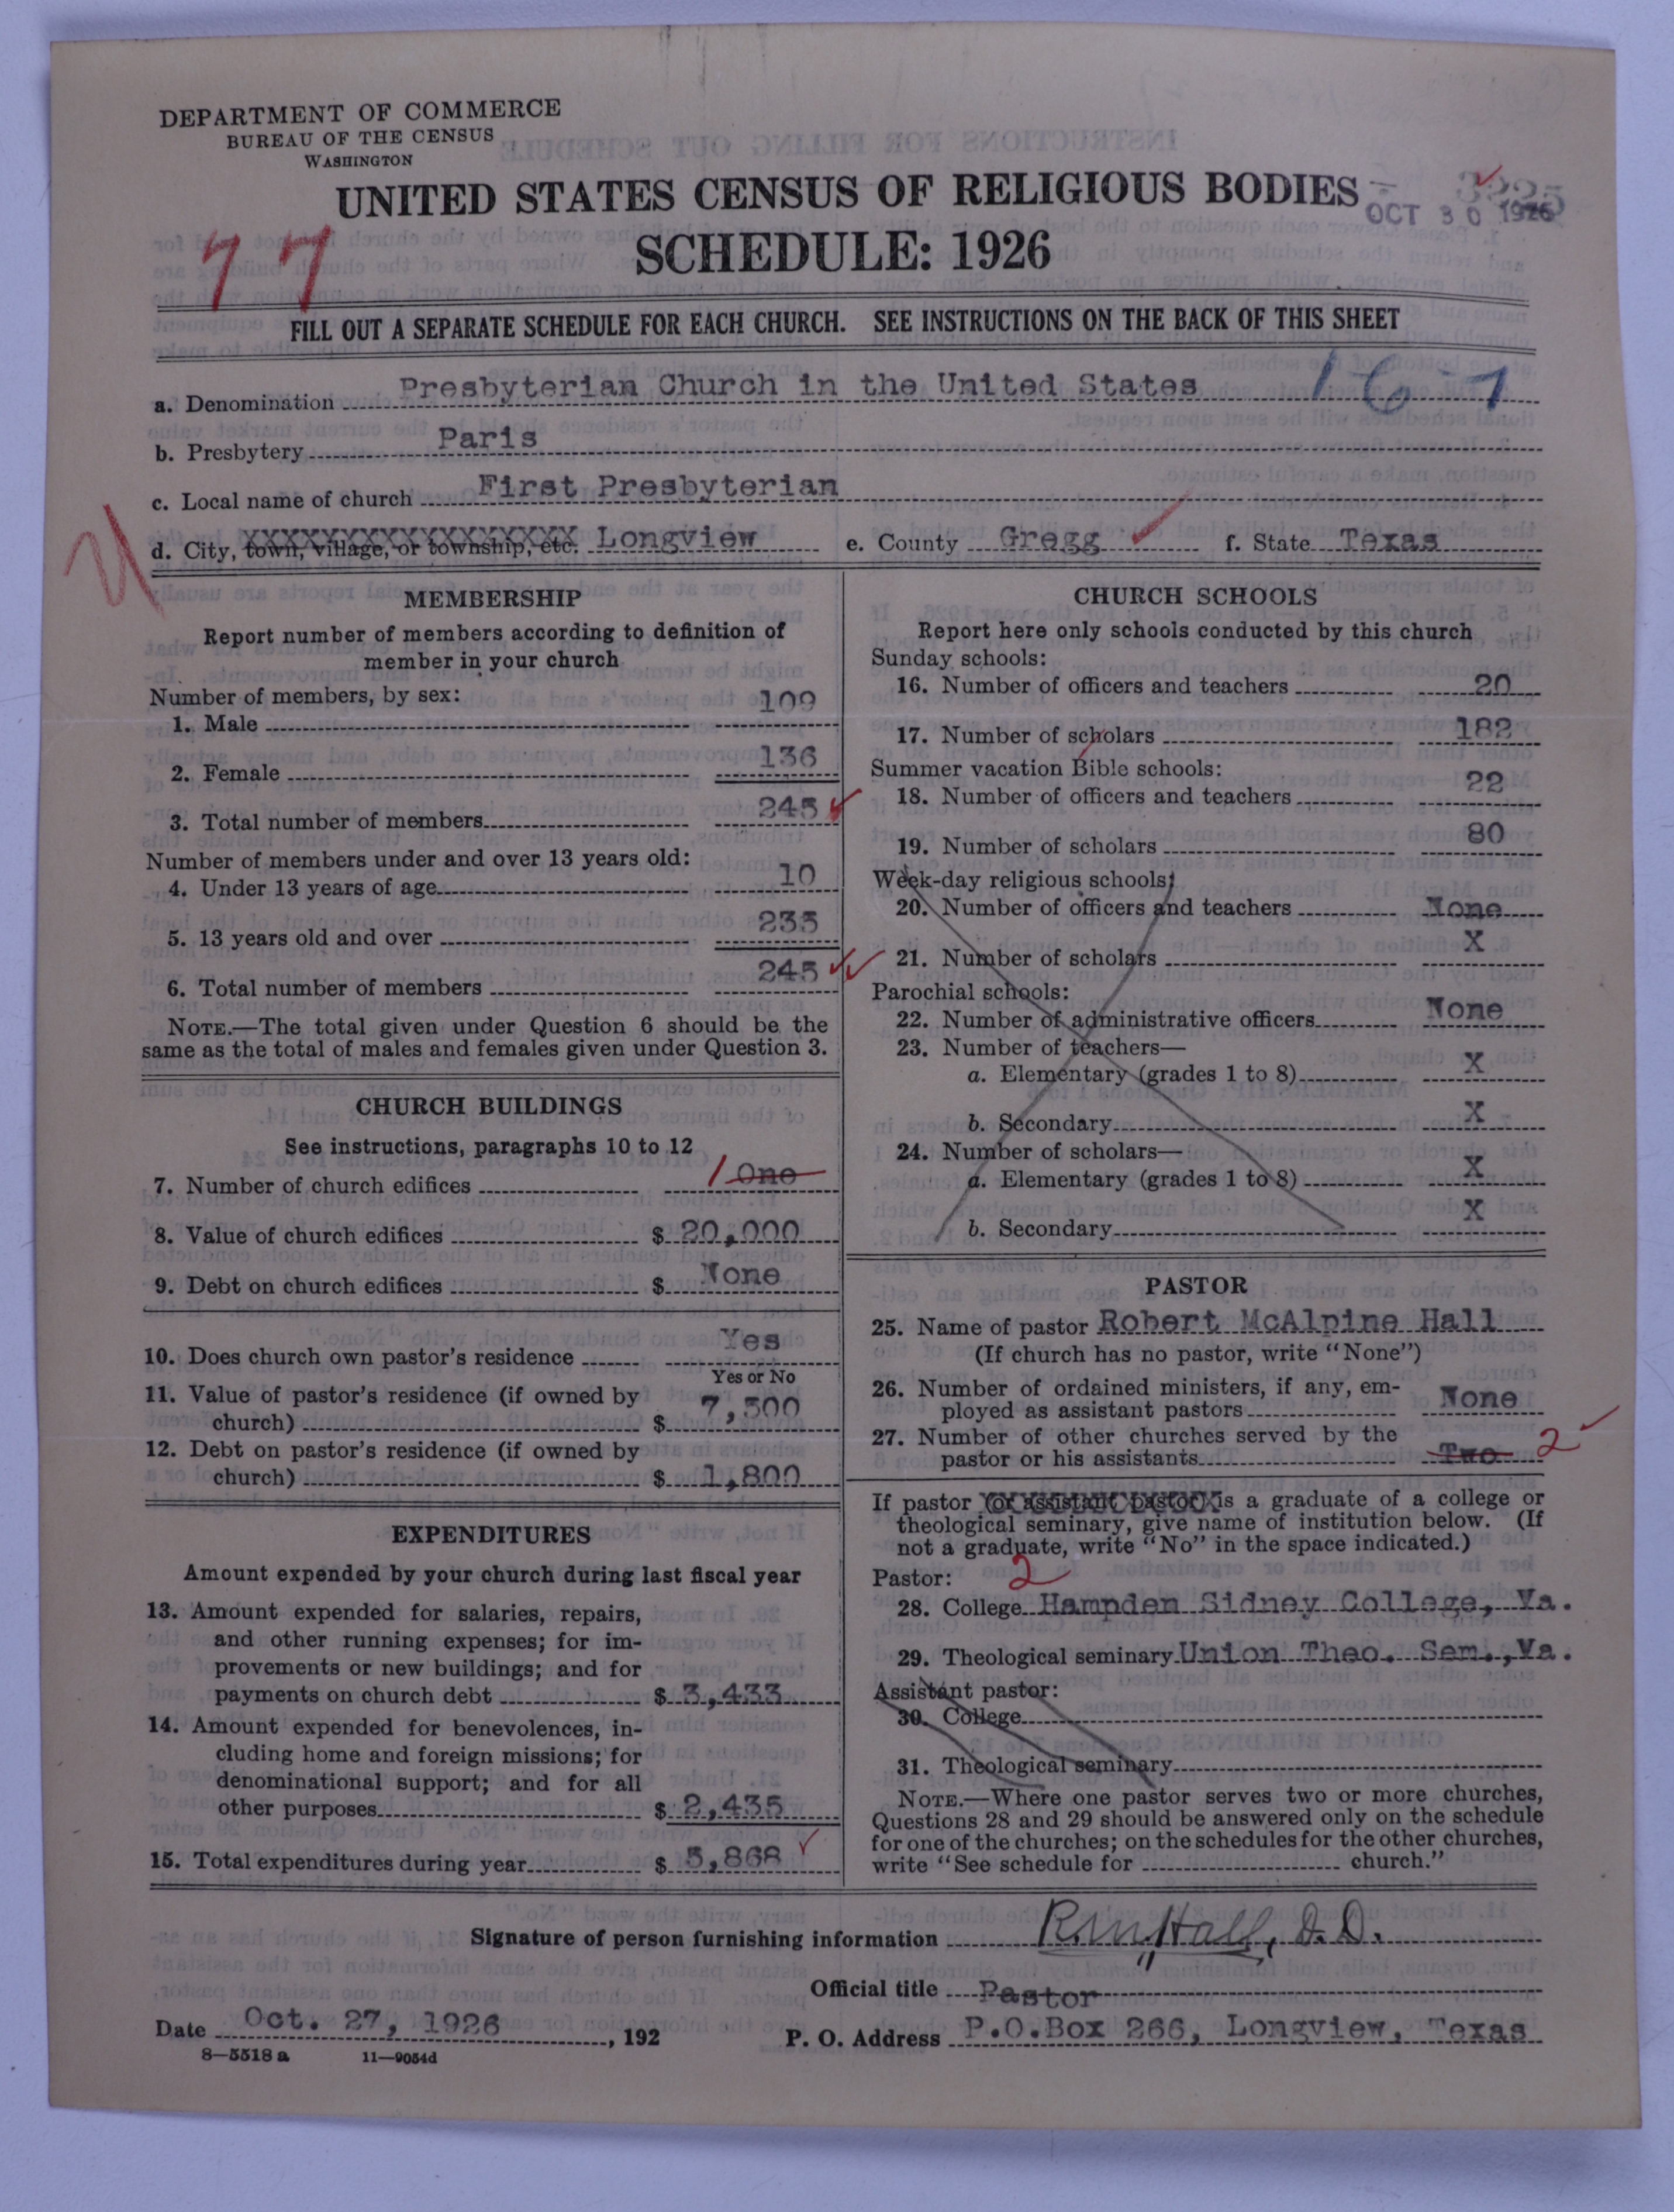 DEPARTMENT OF COMMERCE
BUREAU OF THE CENSUS
WASHINGTON
UNITED STATES CENSUS OF RELIGIOUS BODIES
OCT 30 1926
SCHEDULE: 1926
77
FILL OUT A SEPARATE SCHEDULE FOR EACH CHURCH. SEE INSTRUCTIONS ON THE BACK OF THIS SHEET
a. Denomination Presbyterian Church in the United States 167
b. Presbytery Paris
c. Local name of church First Presbyterian
d. City, town, village, or township, etc. Longview e. County Gregg f. State Texas
MEMBERSHIP
Report number of members according to definition of
member in your church
Number of members, by sex:
1. Male 109
2. Female 136
3. Total number of members 245
Number of members under and over 13 years old:
4. Under 13 years of age 10
5. 13 years old and over 235
6. Total number of members 245
NOTE.—The total given under Question 6 should be the
same as the total of males and females given under Question 3.
CHURCH BUILDINGS
See instructions, paragraphs 10 to 12
7. Number of church edifices 1 One
8. Value of church edifices $ 20,000
9. Debt on church edifices $ None
10. Does church own pastor's residence Yes
Yes or No
11. Value of pastor's residence (if owned by
church) $ 7,500
12. Debt on pastor's residence (if owned by
church) $ 1,800
EXPENDITURES
Amount expended by your church during last fiscal year
13. Amount expended for salaries, repairs,
and other running expenses; for im-
provements or new buildings; and for
payments on church debt $ 3,433
14. Amount expended for benevolences, in-
cluding home and foreign missions; for
denominational support; and for all
other purposes $ 2,435
15. Total expenditures during year $ 5,868
CHURCH SCHOOLS
Report here only schools conducted by this church
Sunday schools:
16. Number of officers and teachers 20
17. Number of scholars 182
Summer vacation Bible schools:
18. Number of officers and teachers 22
19. Number of scholars 80
Week-day religious schools:
20. Number of officers and teachers None
21. Number of scholars X
Parochial schools:
22. Number of administrative officers None
23. Number of teachers—
a. Elementary (grades 1 to 8) X
b. Secondary X
24. Number of scholars—
a. Elementary (grades 1 to 8) X
b. Secondary X
PASTOR
25. Name of pastor Robert McAlpine Hall
(If church has no pastor, write "None")
26. Number of ordained ministers, if any, em-
ployed as assistant pastors None
27. Number of other churches served by the
pastor or his assistants Two 2
If pastor (or assistant pastor) is a graduate of a college or
theological seminary, give name of institution below. (If
not a graduate, write "No" in the space indicated.)
Pastor: 2
28. College Hampden Sidney College, Va.
29. Theological seminary Union Theo. Sem., Va.
Assistant pastor:
30. College
31. Theological seminary
NOTE.—Where one pastor serves two or more churches,
Questions 28 and 29 should be answered only on the schedule
for one of the churches; on the schedules for the other churches,
write "See schedule for church."
Signature of person furnishing information R. M. Hall, D.D.
Official title Pastor
Date Oct. 27, 1926, 192 P. O. Address P.O.Box 266, Longview, Texas
8—5518 a 11—9054d